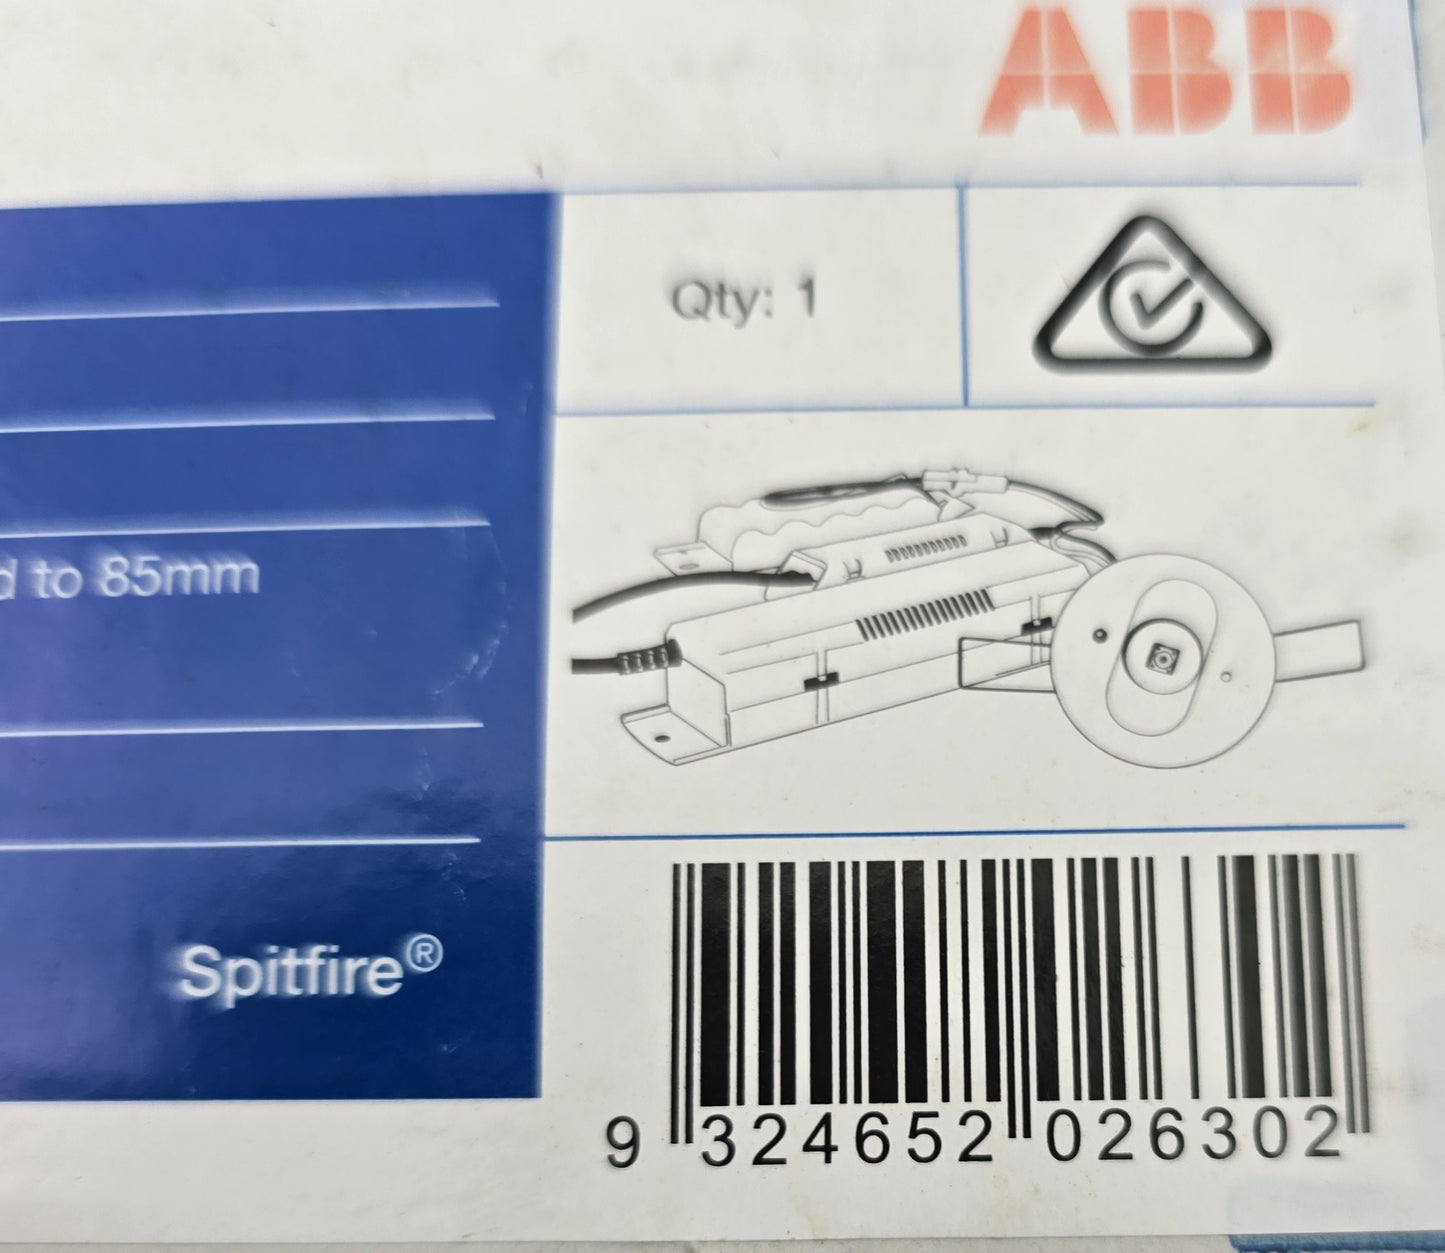 ABB
Qty: 1
d to 85mm
Spitfire®
9 324652 026302